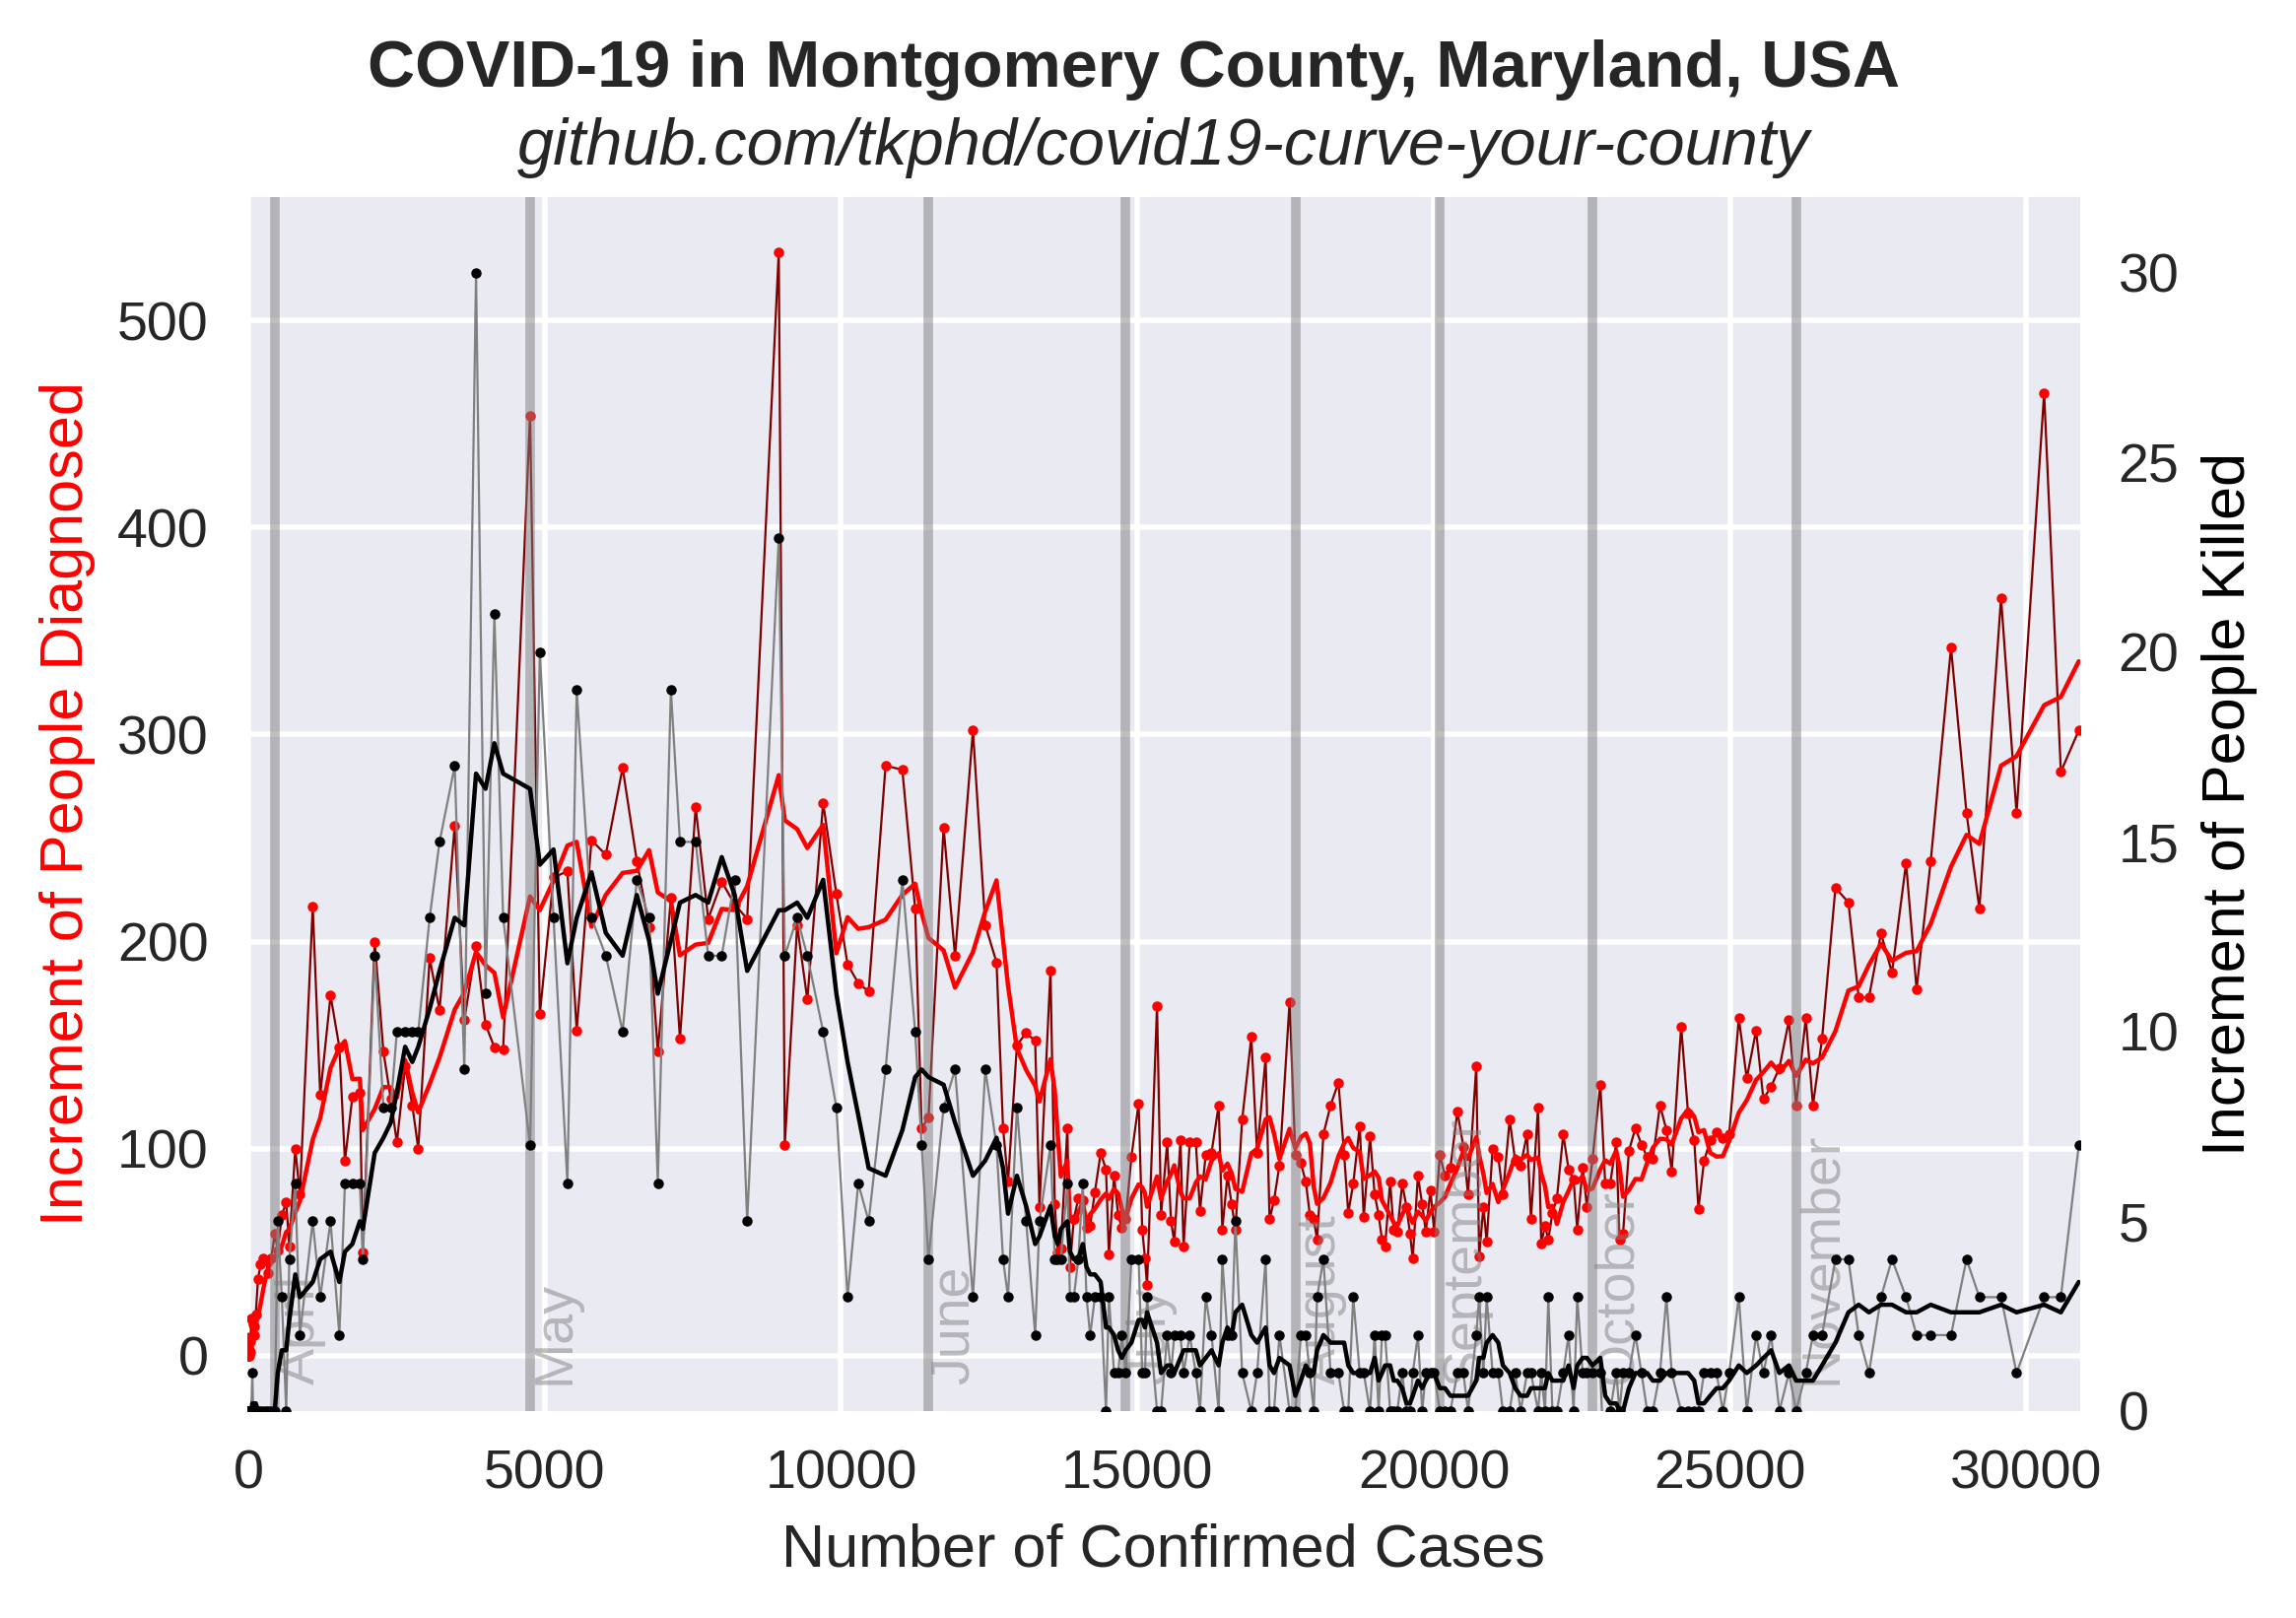 COVID-19 in Montgomery County, Maryland, USA
github.com/tkphd/covid19-curve-your-county
Increment of People Diagnosed
500
400
300
200
100
0
30
25
20
15
10
5
0
Increment of People Killed
April
May
June
July
August
September
October
November
0 5000 10000 15000 20000 25000 30000
Number of Confirmed Cases